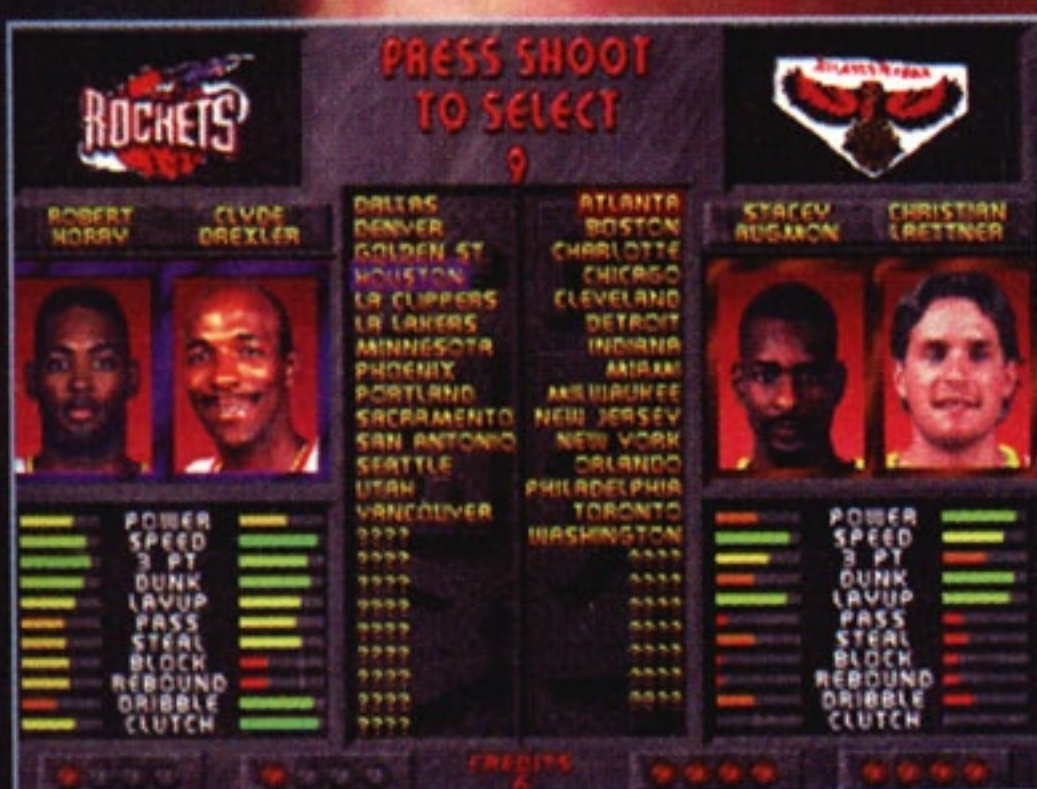 ROCKETS
PRESS SHOOT
TO SELECT
9
ROBERT
HORRY
CLYDE
DREXLER
STACEY
AUGMON
CHRISTIAN
LAETTNER
DALLAS
DENVER
GOLDEN ST.
HOUSTON
LA CLIPPERS
LA LAKERS
MINNESOTA
PHOENIX
PORTLAND
SACRAMENTO
SAN ANTONIO
SEATTLE
UTAH
VANCOUVER
????
????
????
????
????
????
????
????
????
ATLANTA
BOSTON
CHARLOTTE
CHICAGO
CLEVELAND
DETROIT
INDIANA
MIAMI
MILWAUKEE
NEW JERSEY
NEW YORK
ORLANDO
PHILADELPHIA
TORONTO
WASHINGTON
????
????
????
????
????
????
????
POWER
SPEED
3 PT
DUNK
LAYUP
PASS
STEAL
BLOCK
REBOUND
DRIBBLE
CLUTCH
POWER
SPEED
3 PT
DUNK
LAYUP
PASS
STEAL
BLOCK
REBOUND
DRIBBLE
CLUTCH
CREDITS
6